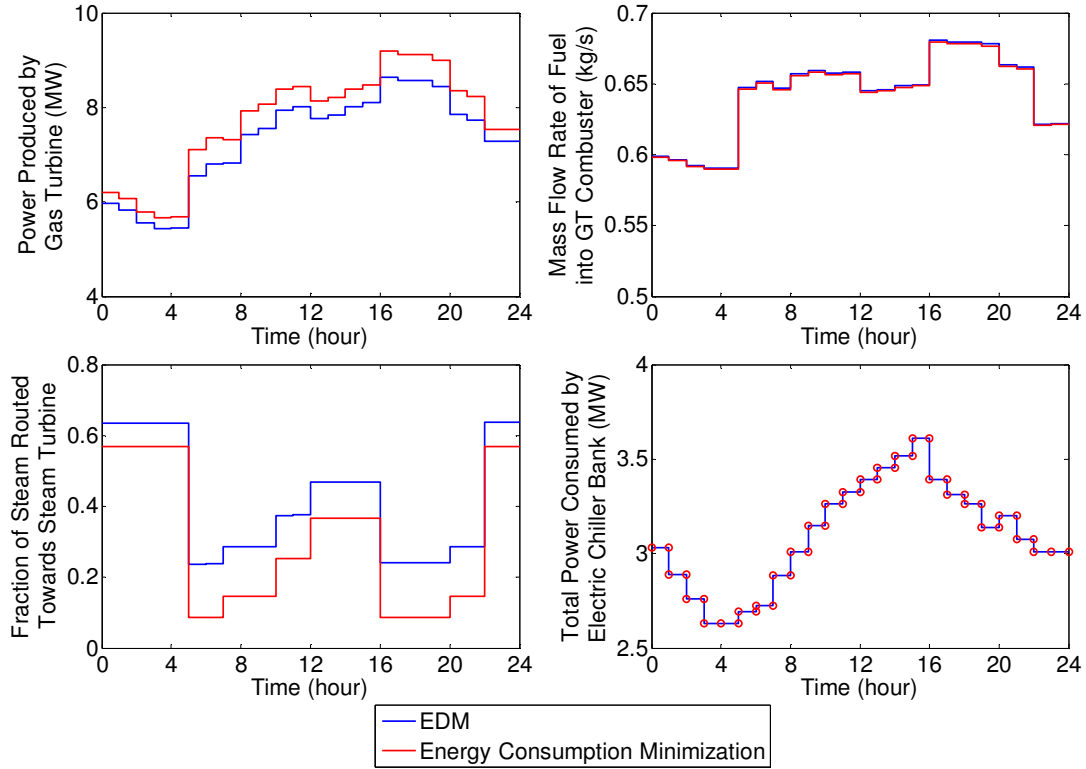 Power Produced by
Gas Turbine (MW)
10
8
6
4
0 4 8 12 16 20 24
Time (hour)
Mass Flow Rate of Fuel
into GT Combuster (kg/s)
0.7
0.65
0.6
0.55
0.5
0 4 8 12 16 20 24
Time (hour)
Fraction of Steam Routed
Towards Steam Turbine
0.8
0.6
0.4
0.2
0
0 4 8 12 16 20 24
Time (hour)
Total Power Consumed by
Electric Chiller Bank (MW)
4
3.5
3
2.5
0 4 8 12 16 20 24
Time (hour)
EDM
Energy Consumption Minimization